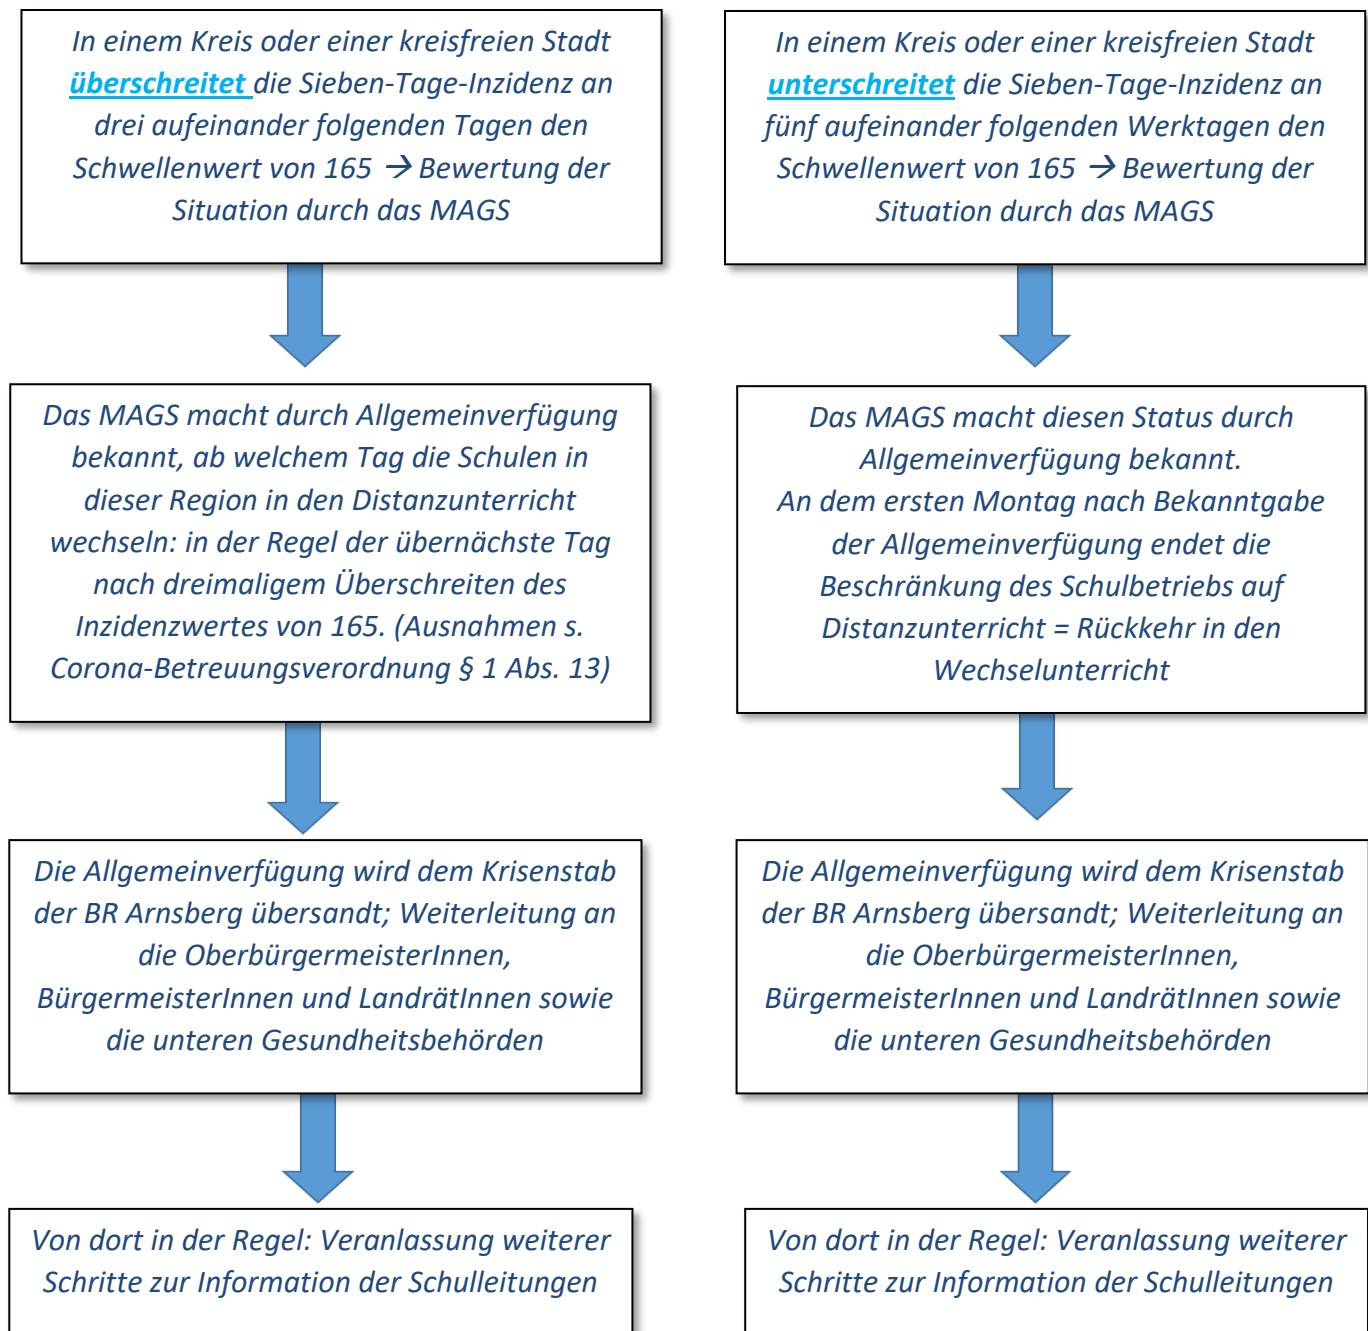 In einem Kreis oder einer kreisfreien Stadt
überschreitet die Sieben-Tage-Inzidenz an
drei aufeinander folgenden Tagen den
Schwellenwert von 165 → Bewertung der
Situation durch das MAGS
Das MAGS macht durch Allgemeinverfügung
bekannt, ab welchem Tag die Schulen in
dieser Region in den Distanzunterricht
wechseln: in der Regel der übernächste Tag
nach dreimaligem Überschreiten des
Inzidenzwertes von 165. (Ausnahmen s.
Corona-Betreuungsverordnung § 1 Abs. 13)
Die Allgemeinverfügung wird dem Krisenstab
der BR Arnsberg übersandt; Weiterleitung an
die OberbürgermeisterInnen,
BürgermeisterInnen und LandrätInnen sowie
die unteren Gesundheitsbehörden
Von dort in der Regel: Veranlassung weiterer
Schritte zur Information der Schulleitungen
In einem Kreis oder einer kreisfreien Stadt
unterschreitet die Sieben-Tage-Inzidenz an
fünf aufeinander folgenden Werktagen den
Schwellenwert von 165 → Bewertung der
Situation durch das MAGS
Das MAGS macht diesen Status durch
Allgemeinverfügung bekannt.
An dem ersten Montag nach Bekanntgabe
der Allgemeinverfügung endet die
Beschränkung des Schulbetriebs auf
Distanzunterricht = Rückkehr in den
Wechselunterricht
Die Allgemeinverfügung wird dem Krisenstab
der BR Arnsberg übersandt; Weiterleitung an
die OberbürgermeisterInnen,
BürgermeisterInnen und LandrätInnen sowie
die unteren Gesundheitsbehörden
Von dort in der Regel: Veranlassung weiterer
Schritte zur Information der Schulleitungen